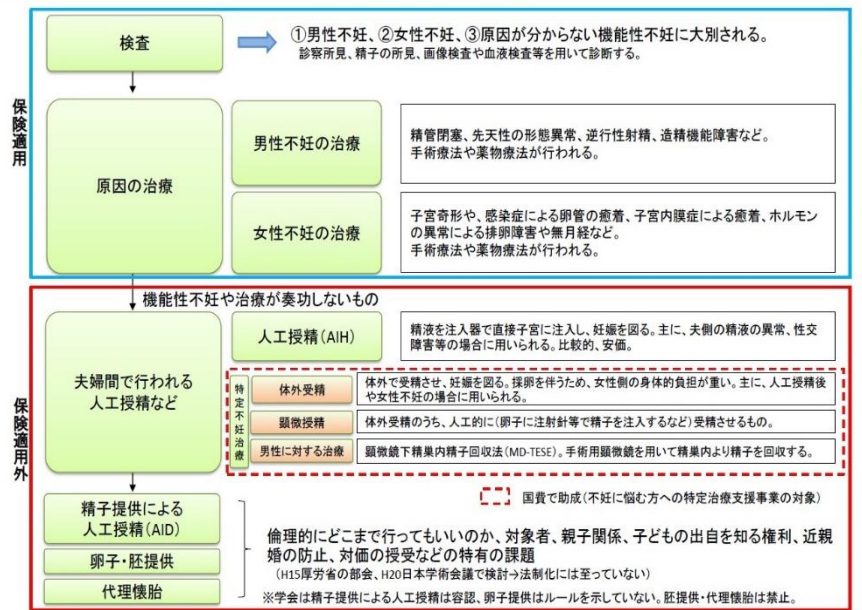 検査
①男性不妊、②女性不妊、③原因が分からない機能性不妊に大別される。
診察所見、精子の所見、画像検査や血液検査等を用いて診断する。
保険適用
原因の治療
男性不妊の治療
精管閉塞、先天性の形態異常、逆行性射精、造精機能障害など。
手術療法や薬物療法が行われる。
女性不妊の治療
子宮奇形や、感染症による卵管の癒着、子宮内膜症による癒着、ホルモン
の異常による排卵障害や無月経など。
手術療法や薬物療法が行われる。
機能性不妊や治療が奏功しないもの
保険適用外
夫婦間で行われる
人工授精など
人工授精(AIH)
精液を注入器で直接子宮に注入し、妊娠を図る。主に、夫側の精液の異常、性交
障害等の場合に用いられる。比較的、安価。
特定不妊治療
体外受精
体外で受精させ、妊娠を図る。採卵を伴うため、女性側の身体的負担が重い。主に、人工授精後
や女性不妊の場合に用いられる。
顕微授精
体外受精のうち、人工的に(卵子に注射針等で精子を注入するなど)受精させるもの。
男性に対する治療
顕微鏡下精巣内精子回収法(MD-TESE)。手術用顕微鏡を用いて精巣内より精子を回収する。
国費で助成(不妊に悩む方への特定治療支援事業の対象)
精子提供による
人工授精(AID)
卵子・胚提供
代理懐胎
倫理的にどこまで行ってもいいのか、対象者、親子関係、子どもの出自を知る権利、近親
婚の防止、対価の授受などの特有の課題
(H15厚労省の部会、H20日本学術会議で検討→法制化には至っていない)
※学会は精子提供による人工授精は容認、卵子提供はルールを示していない。胚提供・代理懐胎は禁止。